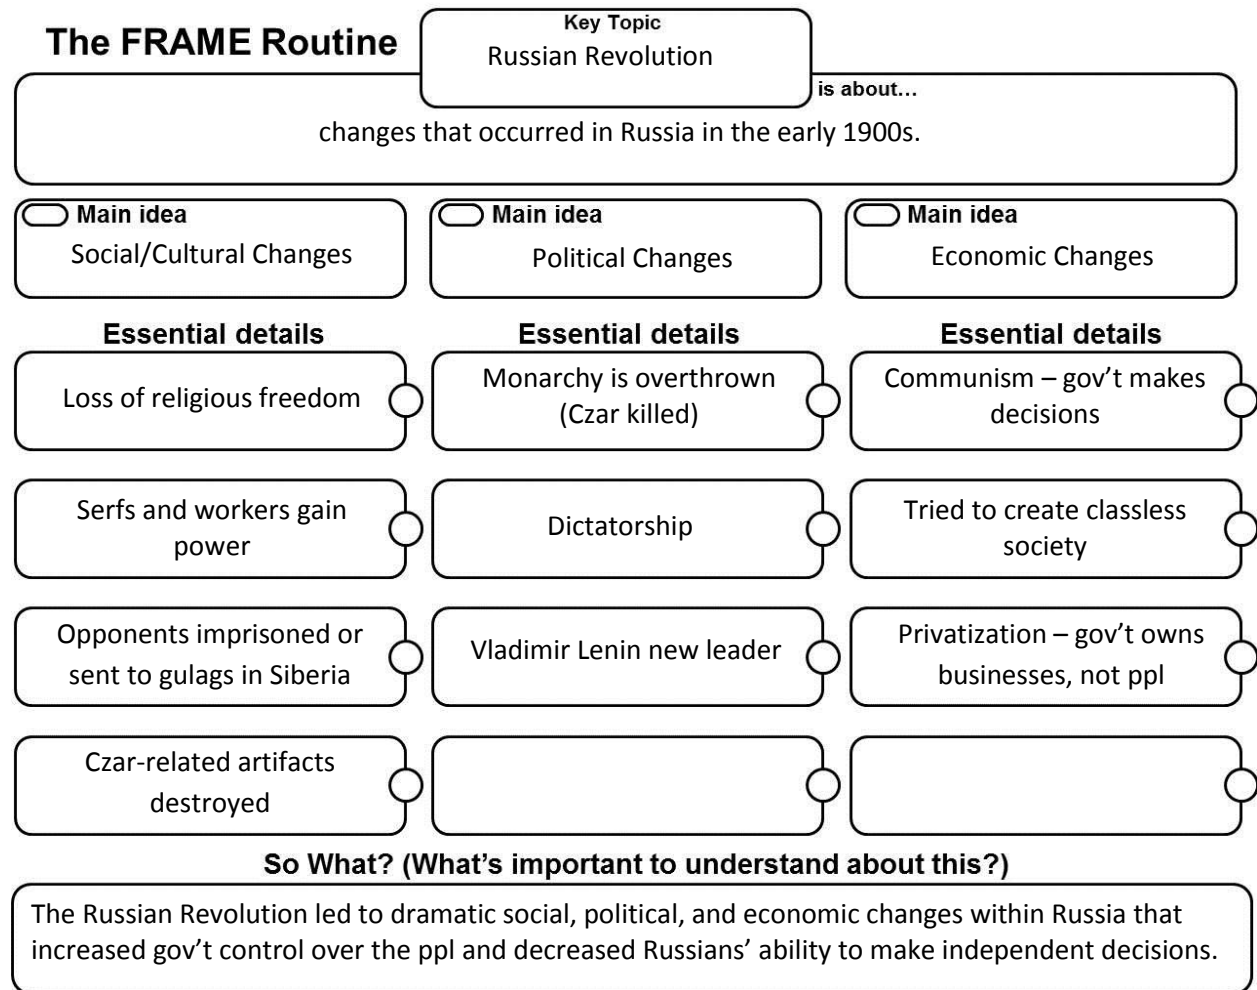 The FRAME Routine
Key Topic
Russian Revolution
is about…
changes that occurred in Russia in the early 1900s.
Main idea
Social/Cultural Changes
Main idea
Political Changes
Main idea
Economic Changes
Essential details
Loss of religious freedom
Serfs and workers gain
power
Opponents imprisoned or
sent to gulags in Siberia
Czar-related artifacts
destroyed
Essential details
Monarchy is overthrown
(Czar killed)
Dictatorship
Vladimir Lenin new leader
Essential details
Communism – gov’t makes
decisions
Tried to create classless
society
Privatization – gov’t owns
businesses, not ppl
So What? (What’s important to understand about this?)
The Russian Revolution led to dramatic social, political, and economic changes within Russia that
increased gov’t control over the ppl and decreased Russians’ ability to make independent decisions.